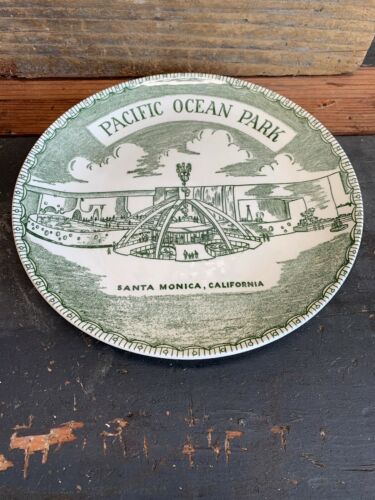 PACIFIC OCEAN PARK
SANTA MONICA, CALIFORNIA